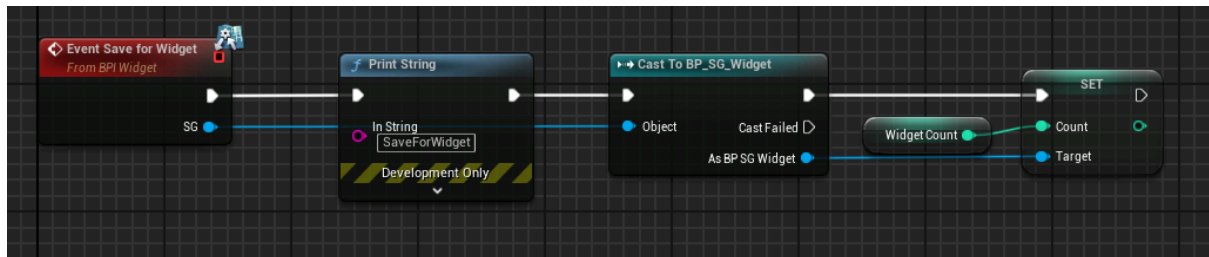 Event Save for Widget
From BPI Widget
SG
Print String
In String
SaveForWidget
Development Only
Cast To BP_SG_Widget
Object
Cast Failed
As BP SG Widget
Widget Count
SET
Count
Target